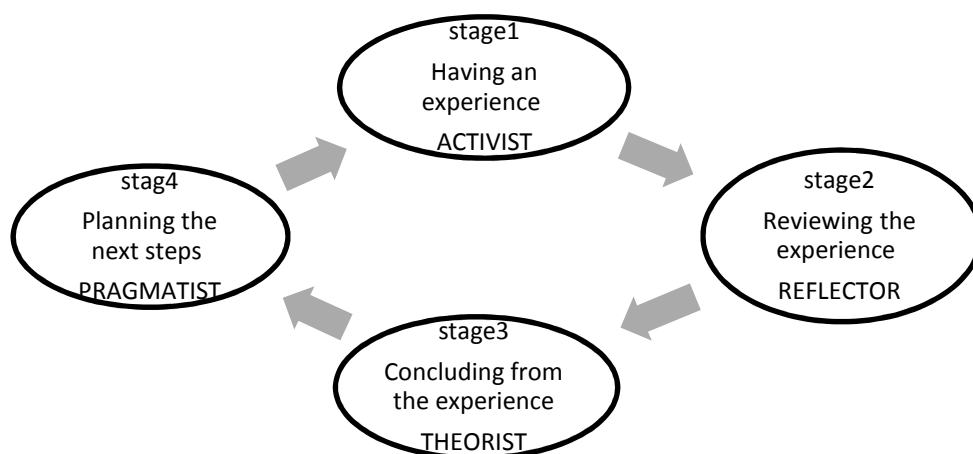 stage1
Having an
experience
ACTIVIST
stage2
Reviewing the
experience
REFLECTOR
stage3
Concluding from
the experience
THEORIST
stag4
Planning the
next steps
PRAGMATIST